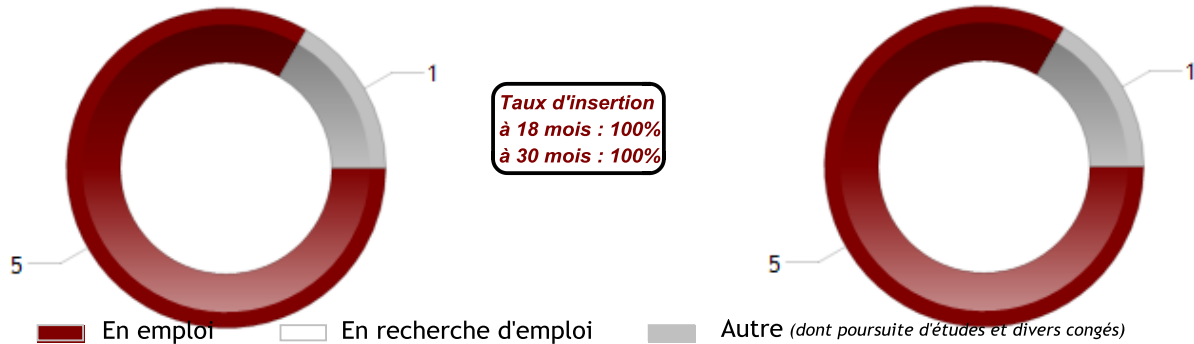 1
1
Taux d'insertion
à 18 mois : 100%
à 30 mois : 100%
5
5
En emploi En recherche d'emploi Autre (dont poursuite d'études et divers congés)